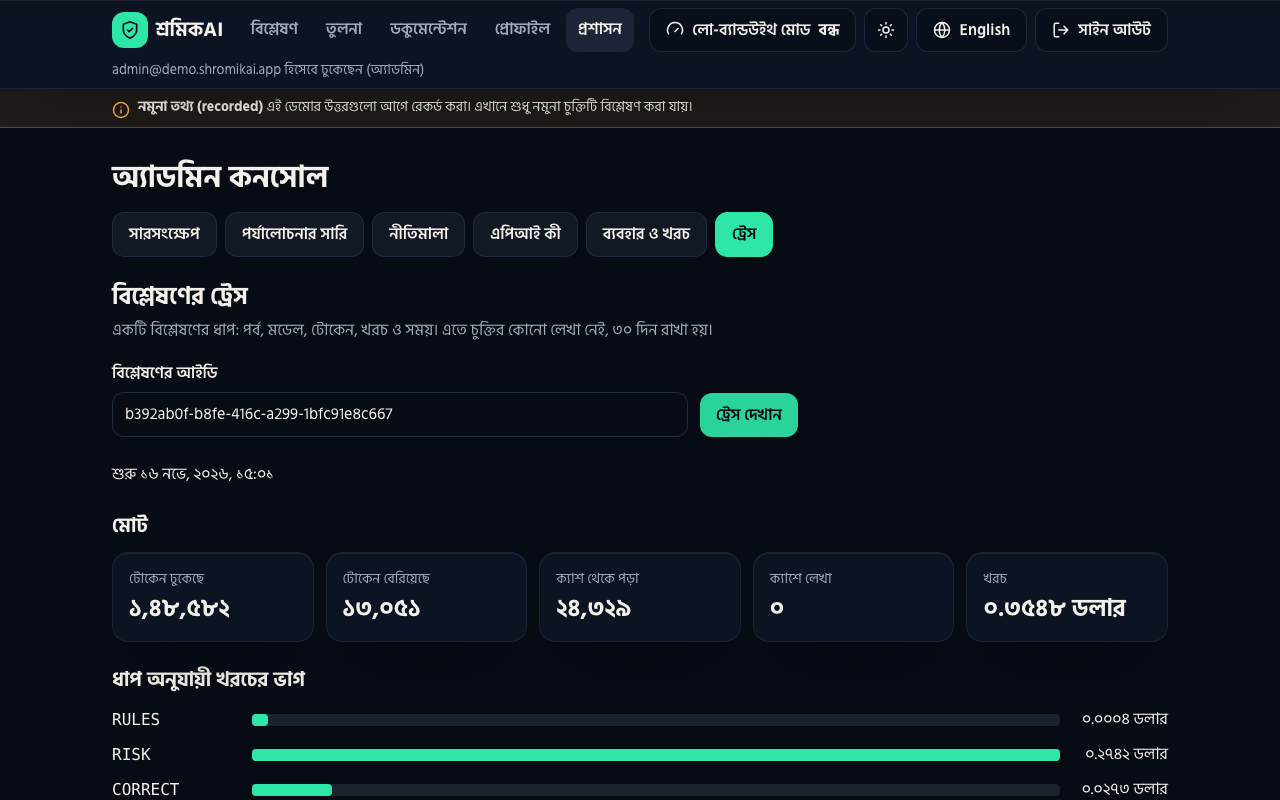 শ্রমিকAI
বিশ্লেষণ
তুলনা
ডকুমেন্টেশন
প্রোফাইল
প্রশাসন
লো-ব্যান্ডউইথ মোড বন্ধ
English
সাইন আউট
admin@demo.shromikai.app হিসেবে ঢুকেছেন (অ্যাডমিন)
নমুনা তথ্য (recorded) এই ডেমোর উত্তরগুলো আগে রেকর্ড করা। এখানে শুধু নমুনা চুক্তিটি বিশ্লেষণ করা যায়।
অ্যাডমিন কনসোল
সারসংক্ষেপ
পর্যালোচনার সারি
নীতিমালা
এপিআই কী
ব্যবহার ও খরচ
ট্রেস
বিশ্লেষণের ট্রেস
একটি বিশ্লেষণের ধাপ: পর্ব, মডেল, টোকেন, খরচ ও সময়। এতে চুক্তির কোনো লেখা নেই, ৩০ দিন রাখা হয়।
বিশ্লেষণের আইডি
b392ab0f-b8fe-416c-a299-1bfc91e8c667
ট্রেস দেখান
শুরু ১৬ নভে, ২০২৬, ১৫:০১
মোট
টোকেন ঢুকেছে
টোকেন বেরিয়েছে
ক্যাশ থেকে পড়া
ক্যাশে লেখা
খরচ
১,৪৮,৫৮২
১৩,০৫১
২৪,৩২৯
০
০.৩৫৪৮ ডলার
ধাপ অনুযায়ী খরচের ভাগ
RULES
০.০০০৪ ডলার
RISK
০.২৭৪২ ডলার
CORRECT
০.০২৭৩ ডলার